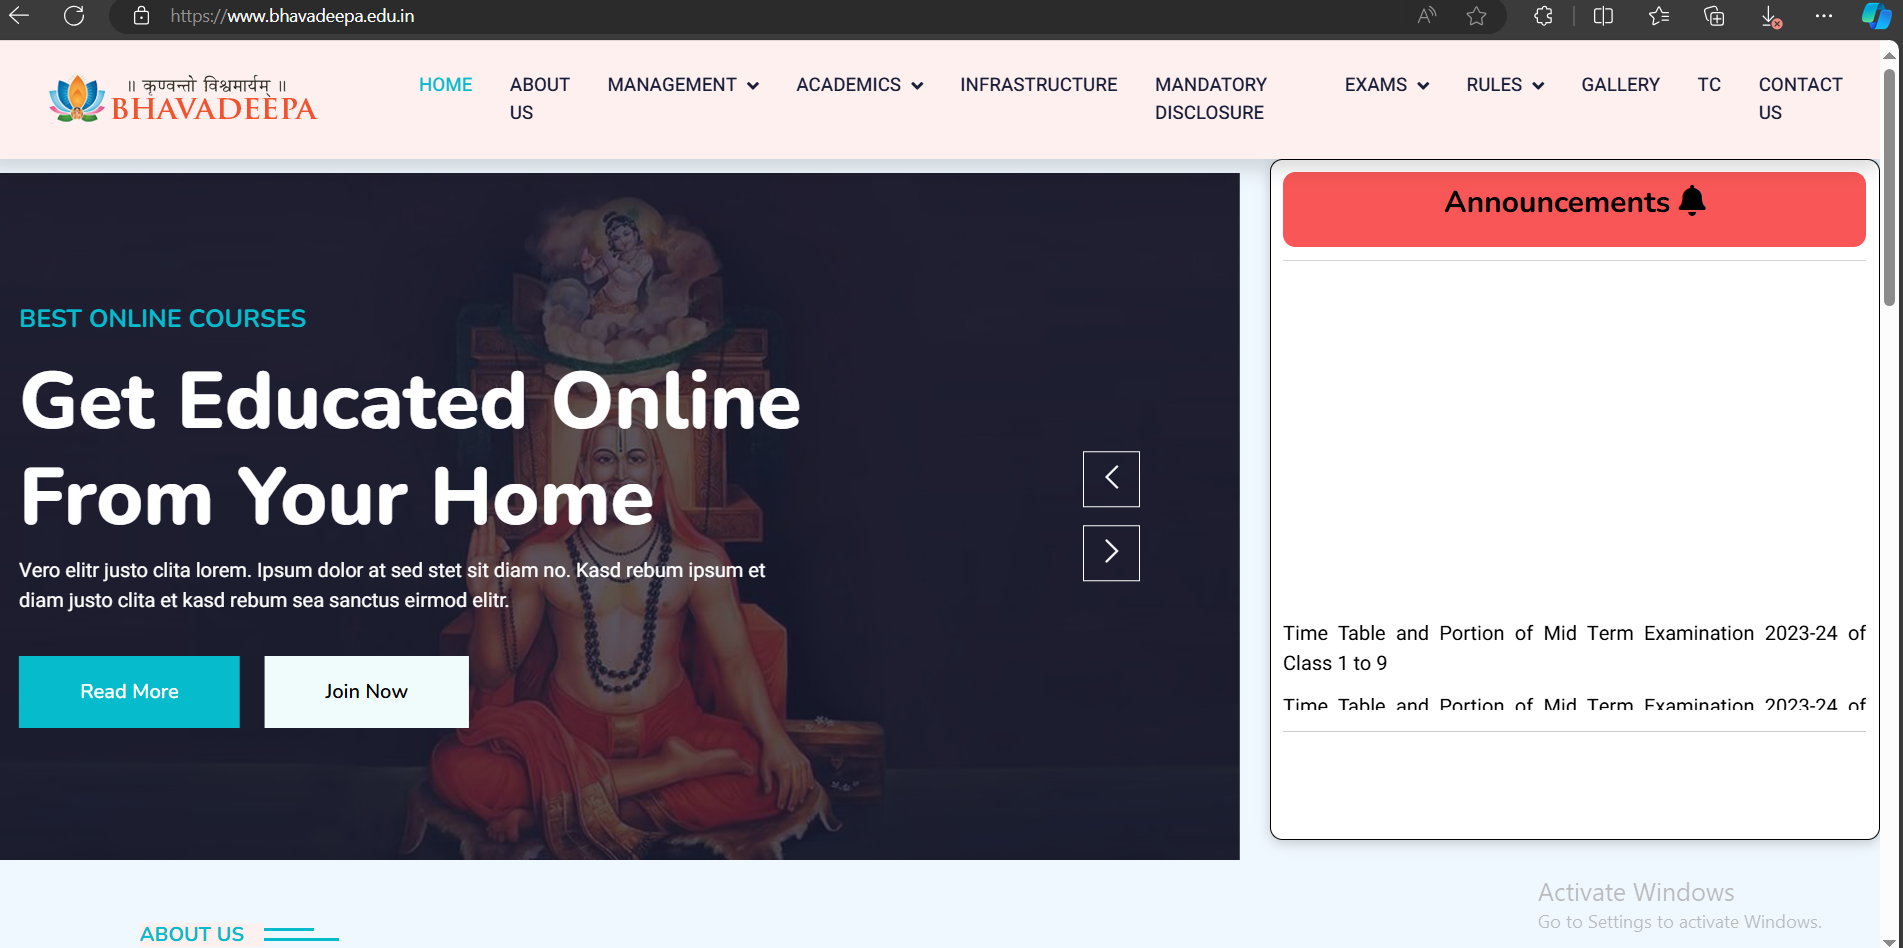 https://www.bhavadeepa.edu.in
॥ कृण्वन्तो विश्वमार्यम् ॥
BHAVADEEPA
HOME
ABOUT
US
MANAGEMENT
ACADEMICS
INFRASTRUCTURE
MANDATORY
DISCLOSURE
EXAMS
RULES
GALLERY
TC
CONTACT
US
BEST ONLINE COURSES
Get Educated Online
From Your Home
Vero elitr justo clita lorem. Ipsum dolor at sed stet sit diam no. Kasd rebum ipsum et
diam justo clita et kasd rebum sea sanctus eirmod elitr.
Read More
Join Now
Announcements
Time Table and Portion of Mid Term Examination 2023-24 of
Class 1 to 9
Time Table and Portion of Mid Term Examination 2023-24 of
ABOUT US
Activate Windows
Go to Settings to activate Windows.